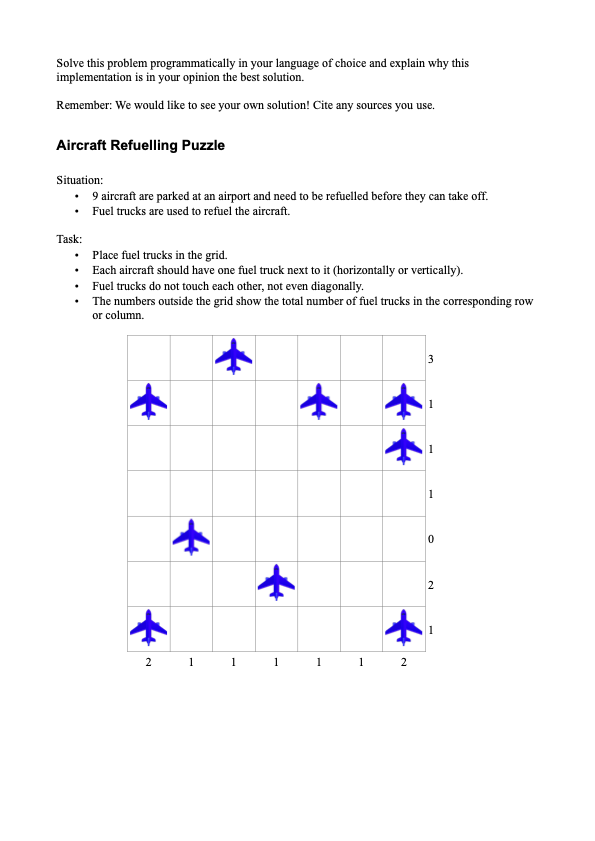 Solve this problem programmatically in your language of choice and explain why this
implementation is in your opinion the best solution.
Remember: We would like to see your own solution! Cite any sources you use.
Aircraft Refuelling Puzzle
Situation:
• 9 aircraft are parked at an airport and need to be refuelled before they can take off.
• Fuel trucks are used to refuel the aircraft.
Task:
• Place fuel trucks in the grid.
• Each aircraft should have one fuel truck next to it (horizontally or vertically).
• Fuel trucks do not touch each other, not even diagonally.
• The numbers outside the grid show the total number of fuel trucks in the corresponding row
or column.
3
1
1
1
0
2
1
2 1 1 1 1 1 2